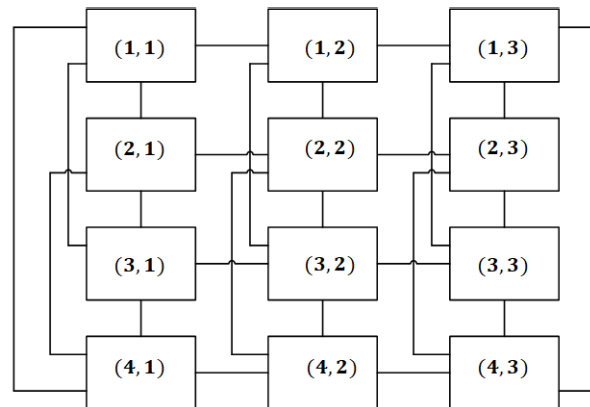 (1, 1) (1, 2) (1, 3)
(2, 1) (2, 2) (2, 3)
(3, 1) (3, 2) (3, 3)
(4, 1) (4, 2) (4, 3)